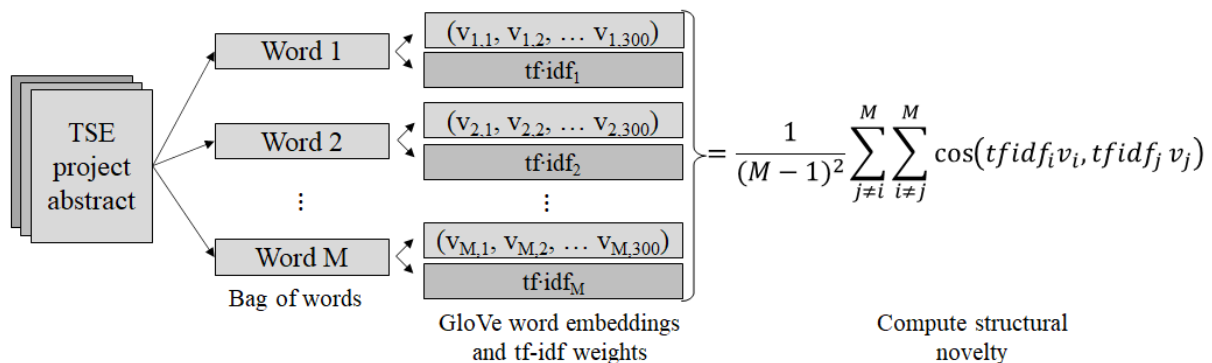 TSE
project
abstract
Word 1
(v1,1, v1,2, … v1,300)
tf·idf1
Word 2
(v2,1, v2,2, … v2,300)
tf·idf2
⋮
⋮
Word M
(vM,1, vM,2, … vM,300)
tf·idfM
= 1/(M − 1)² ∑_{j≠i}^{M} ∑_{i≠j}^{M} cos(tfidf_i v_i, tfidf_j v_j)
Bag of words
GloVe word embeddings
and tf-idf weights
Compute structural
novelty